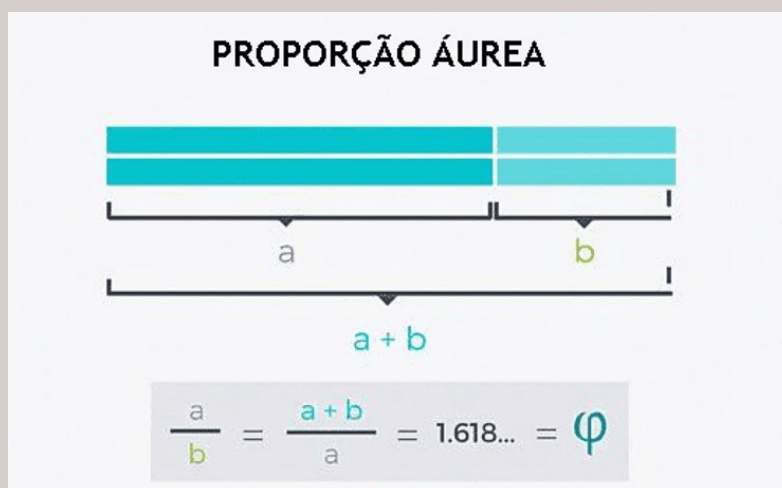 PROPORÇÃO ÁUREA
a
b
a + b
a/b = a + b/a = 1.618... = φ